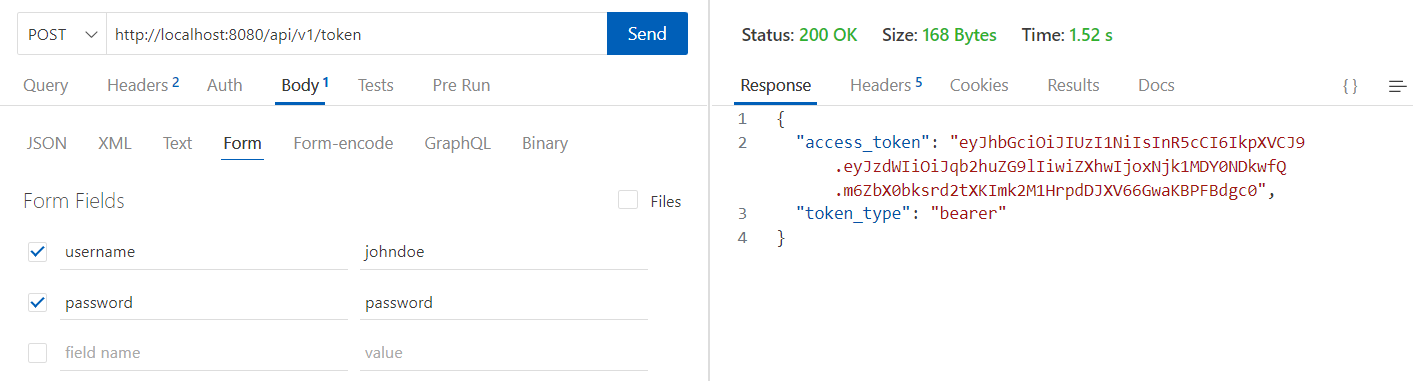 POST http://localhost:8080/api/v1/token Send
Query Headers 2 Auth Body 1 Tests Pre Run
JSON XML Text Form Form-encode GraphQL Binary
Form Fields Files
username johndoe
password password
field name value
Status: 200 OK Size: 168 Bytes Time: 1.52 s
Response Headers 5 Cookies Results Docs { }
1 {
2 "access_token": "eyJhbGciOiJIUzI1NiIsInR5cCI6IkpXVCJ9
.eyJzdWIiOiJqb2huZG9lIiwiZXhwIjoxNjk1MDY0NDkwfQ
.m6ZbX0bksrd2tXKImk2M1HrpdDJXV66GwaKBPFBdgc0",
3 "token_type": "bearer"
4 }